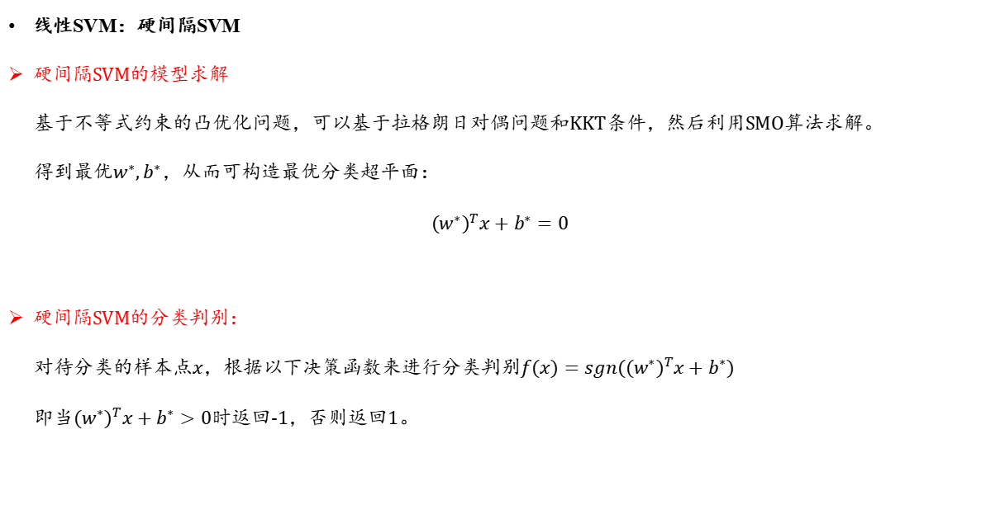 • 线性SVM：硬间隔SVM
➢ 硬间隔SVM的模型求解
基于不等式约束的凸优化问题，可以基于拉格朗日对偶问题和KKT条件，然后利用SMO算法求解。
得到最优w*, b*，从而可构造最优分类超平面：
(w*)ᵀx + b* = 0
➢ 硬间隔SVM的分类判别：
对待分类的样本点x，根据以下决策函数来进行分类判别f(x) = sgn((w*)ᵀx + b*)
即当(w*)ᵀx + b* > 0时返回-1，否则返回1。